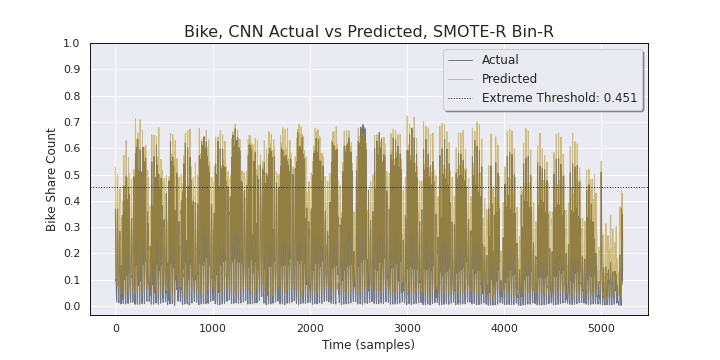 Bike, CNN Actual vs Predicted, SMOTE-R Bin-R
1.0
0.9
0.8
0.7
0.6
0.5
0.4
0.3
0.2
0.1
0.0
Bike Share Count
Actual
Predicted
Extreme Threshold: 0.451
0 1000 2000 3000 4000 5000
Time (samples)